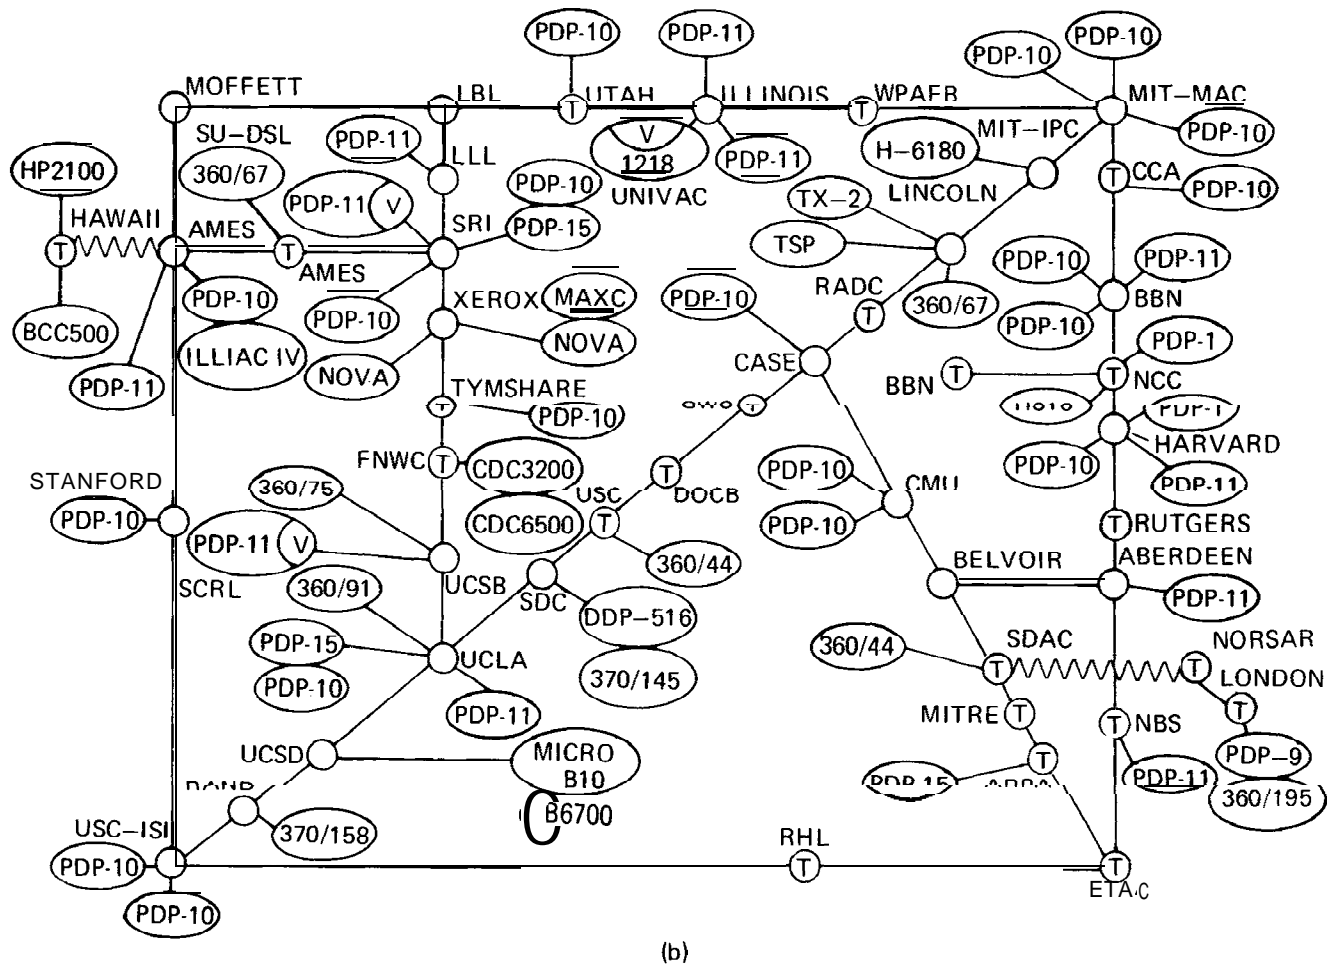 PDP-10
PDP-11
PDP-10
PDP-10
MOFFETT
LBL
UTAH
ILLINOIS
WPAFB
MIT-MAC
T
T
SU-DSL
PDP-11
V
1218
UNIVAC
PDP-11
H-6180
MIT-IPC
PDP-10
HP2100
360/67
LLL
PDP-10
LINCOLN
T
CCA
PDP-10
HAWAII
AMES
PDP-11
V
SRI
PDP-15
TX-2
TSP
T
T
AMES
PDP-10
PDP-11
PDP-10
PDP-10
XEROX
MAXC
PDP-10
RADC
360/67
PDP-10
BBN
BCC500
ILLIAC IV
NOVA
T
PDP-1
PDP-11
NOVA
TYMSHARE
CASE
BBN
T
T
NCC
T
PDP-10
T
PDP-1
HARVARD
FNWC
T
CDC3200
PDP-10
PDP-10
PDP-11
STANFORD
360/75
USC
T
DOCB
CMU
PDP-10
PDP-11
V
CDC6500
T
PDP-10
T
RUTGERS
SCRL
360/91
UCSB
SDC
360/44
BELVOIR
ABERDEEN
PDP-15
DDP-516
PDP-11
PDP-10
UCLA
370/145
360/44
SDAC
T
T
NORSAR
LONDON
PDP-11
MITRE
T
T
NBS
T
UCSD
MICRO
B10
T
PDP-11
PDP-9
B6700
PDP-15
360/195
USC-ISI
370/158
RHL
PDP-10
T
T
ETAC
PDP-10
(b)